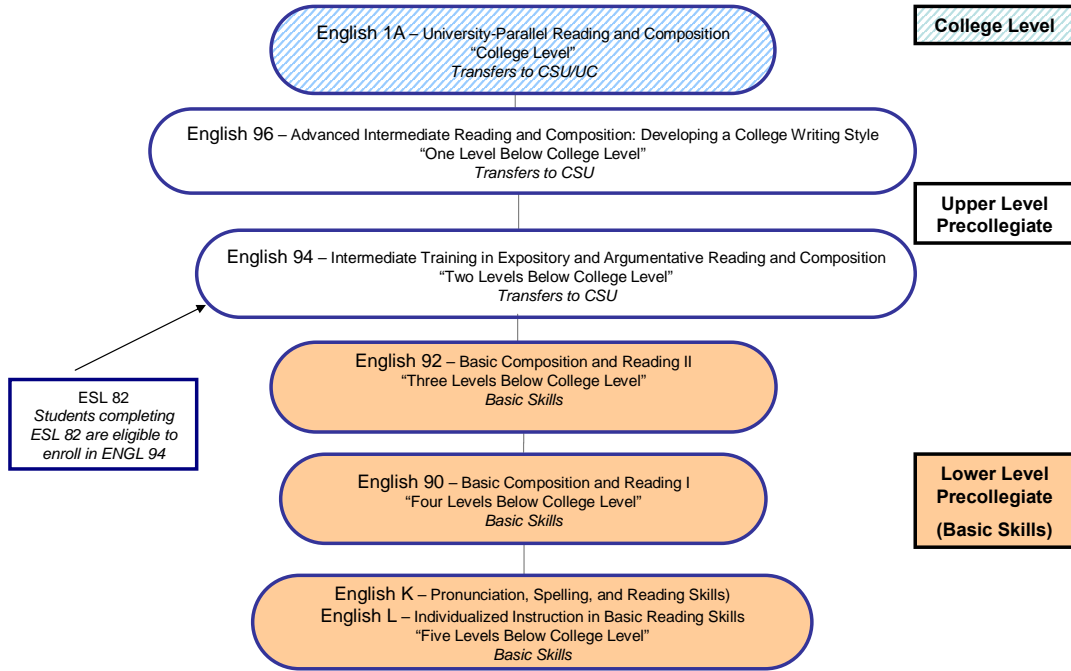 English 1A – University-Parallel Reading and Composition
“College Level”
Transfers to CSU/UC
College Level
English 96 – Advanced Intermediate Reading and Composition: Developing a College Writing Style
“One Level Below College Level”
Transfers to CSU
Upper Level
Precollegiate
English 94 – Intermediate Training in Expository and Argumentative Reading and Composition
“Two Levels Below College Level”
Transfers to CSU
English 92 – Basic Composition and Reading II
“Three Levels Below College Level”
Basic Skills
ESL 82
Students completing
ESL 82 are eligible to
enroll in ENGL 94
English 90 – Basic Composition and Reading I
“Four Levels Below College Level”
Basic Skills
Lower Level
Precollegiate
(Basic Skills)
English K – Pronunciation, Spelling, and Reading Skills)
English L – Individualized Instruction in Basic Reading Skills
“Five Levels Below College Level”
Basic Skills